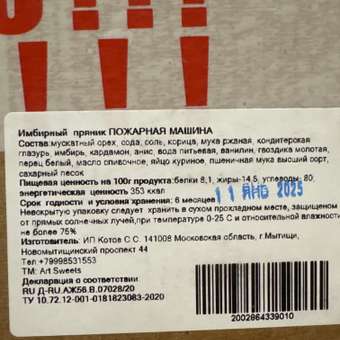 !!!
!!!
Имбирный пряник ПОЖАРНАЯ МАШИНА
Состав:мускатный орех, сода, соль, корица, мука ржаная, кондитерская
глазурь, имбирь, кардамон, анис, вода питьевая, ванилин, гвоздика молотая,
перец белый, масло сливочное, яйцо куриное, пшеничная мука высший сорт,
сахарный песок
Пищевая ценность на 100г продукта:белки 8,1, жиры-14,5, углеводы- 80,
энергетическая ценность 353 ккал
Срок годности и условия хранения: 6 месяцев
11 ЯНВ 2025
Невскрытую упаковку следует хранить в сухом прохладном месте, защищеном
от прямых солнечных лучей,при температуре 0-25 С и относительной влажности
не более 75%
Изготовитель: ИП Котов С.С. 141008 Московская область, г.Мытищи,
Новомытищинский проспект 44
Тел +79998531553
ТМ: Art Sweets
Декларация о соответствии
RU Д-RU.АЖ56.В.07028/20
ТУ 10.72.12-001-0181823083-2020
2002864339010